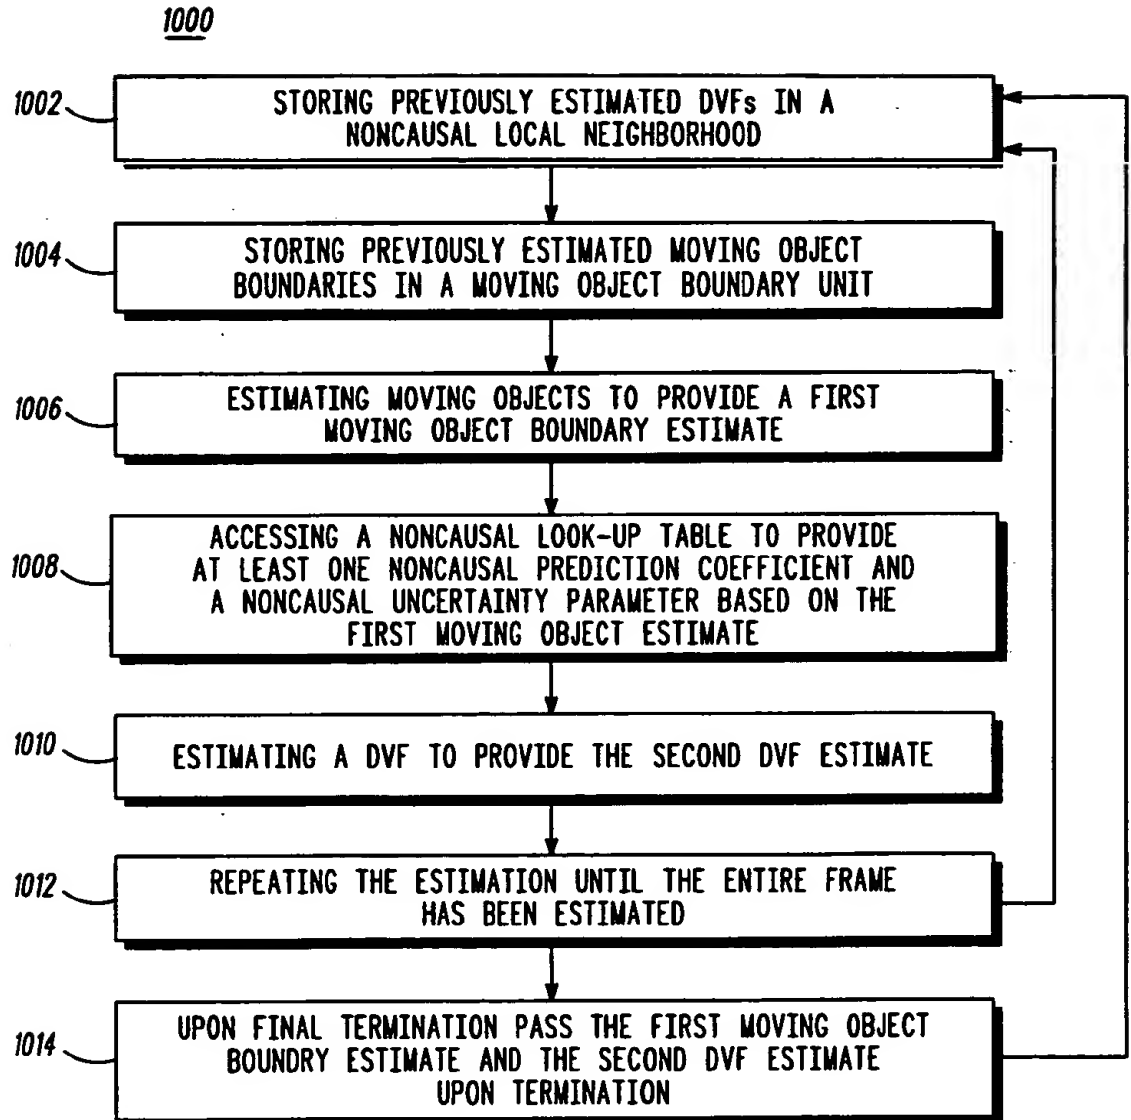 1000
1002
STORING PREVIOUSLY ESTIMATED DVFs IN A
NONCAUSAL LOCAL NEIGHBORHOOD
1004
STORING PREVIOUSLY ESTIMATED MOVING OBJECT
BOUNDARIES IN A MOVING OBJECT BOUNDARY UNIT
1006
ESTIMATING MOVING OBJECTS TO PROVIDE A FIRST
MOVING OBJECT BOUNDARY ESTIMATE
1008
ACCESSING A NONCAUSAL LOOK-UP TABLE TO PROVIDE
AT LEAST ONE NONCAUSAL PREDICTION COEFFICIENT AND
A NONCAUSAL UNCERTAINTY PARAMETER BASED ON THE
FIRST MOVING OBJECT ESTIMATE
1010
ESTIMATING A DVF TO PROVIDE THE SECOND DVF ESTIMATE
1012
REPEATING THE ESTIMATION UNTIL THE ENTIRE FRAME
HAS BEEN ESTIMATED
1014
UPON FINAL TERMINATION PASS THE FIRST MOVING OBJECT
BOUNDRY ESTIMATE AND THE SECOND DVF ESTIMATE
UPON TERMINATION